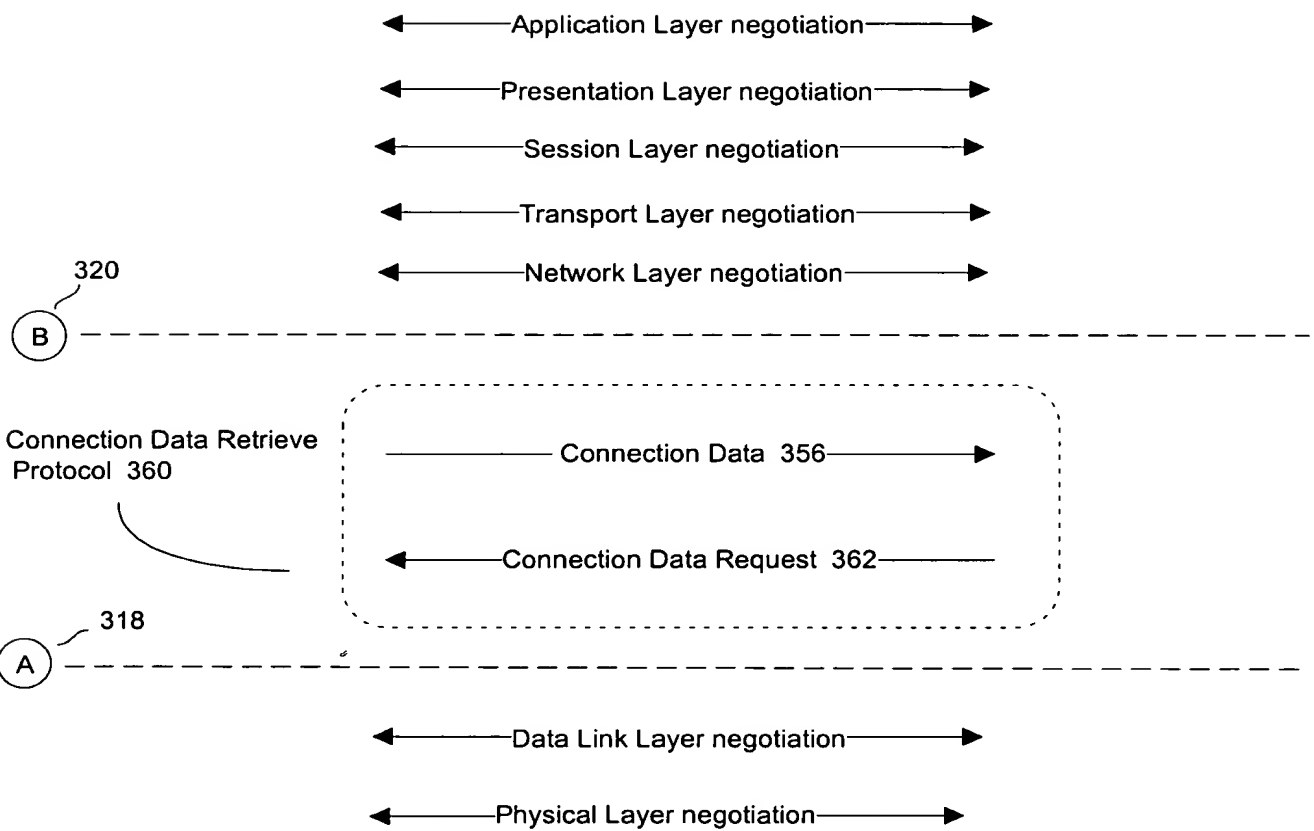 Application Layer negotiation
Presentation Layer negotiation
Session Layer negotiation
Transport Layer negotiation
320
Network Layer negotiation
B
Connection Data Retrieve
Protocol 360
Connection Data 356
Connection Data Request 362
318
A
Data Link Layer negotiation
Physical Layer negotiation